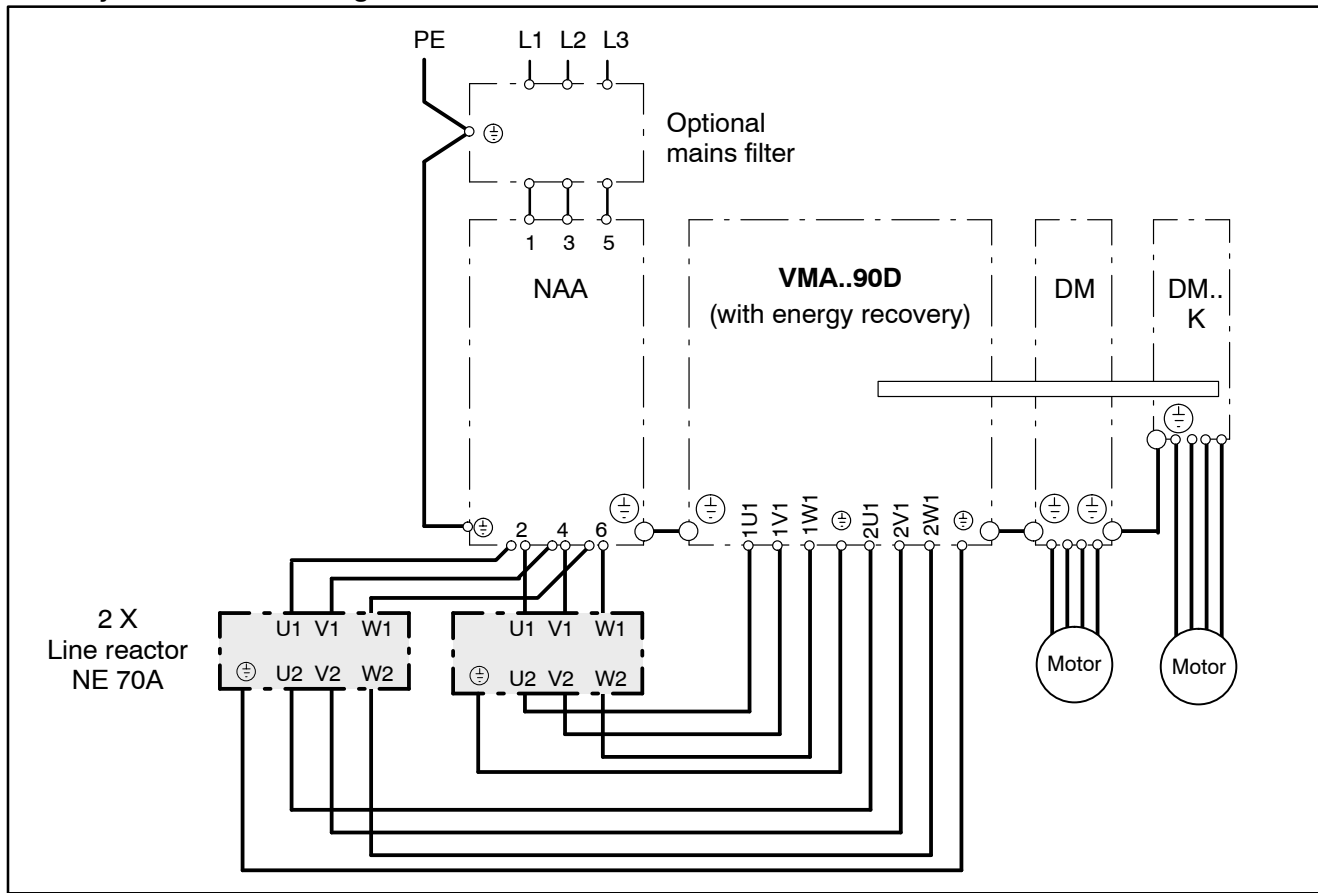 PE L1 L2 L3
Optional
mains filter
1 3 5
NAA
VMA..90D
(with energy recovery)
DM
DM..
K
2 4 6
1U1 1V1 1W1 2U1 2V1 2W1
2 X
Line reactor
NE 70A
U1 V1 W1
U2 V2 W2
U1 V1 W1
U2 V2 W2
Motor
Motor